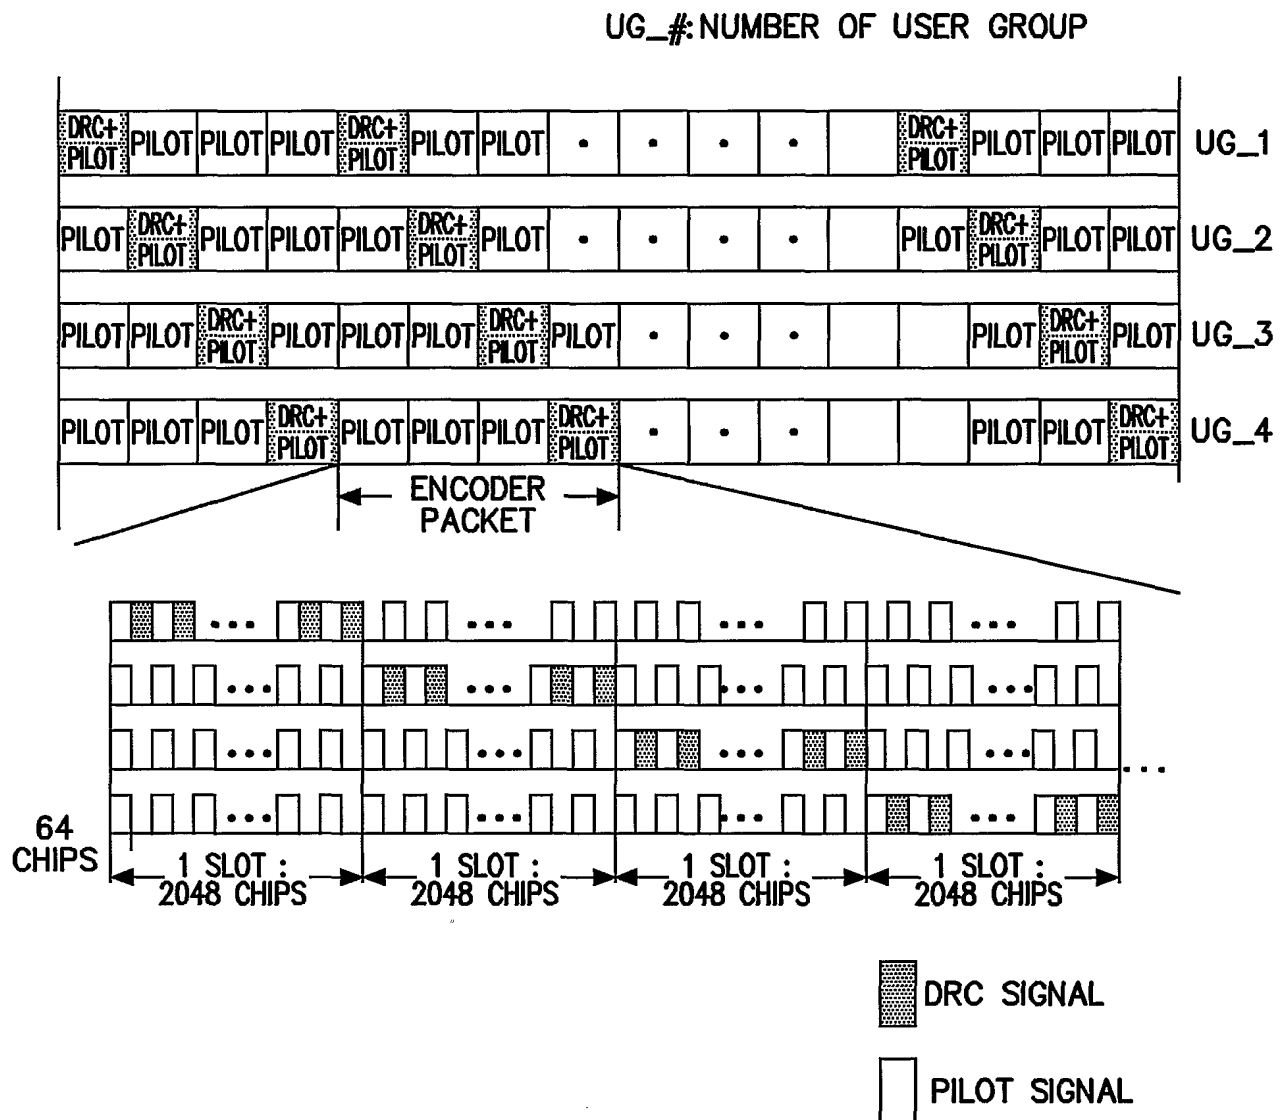 UG_#: NUMBER OF USER GROUP
DRC+ PILOT PILOT PILOT PILOT DRC+ PILOT PILOT PILOT • • • DRC+ PILOT PILOT PILOT PILOT UG_1
PILOT DRC+ PILOT PILOT PILOT PILOT DRC+ PILOT PILOT • • • PILOT DRC+ PILOT PILOT PILOT UG_2
PILOT PILOT DRC+ PILOT PILOT PILOT PILOT DRC+ PILOT PILOT • • • PILOT DRC+ PILOT PILOT UG_3
PILOT PILOT PILOT DRC+ PILOT PILOT PILOT PILOT DRC+ PILOT • • • PILOT PILOT DRC+ PILOT UG_4
ENCODER
PACKET
• • • • • • • • • • • •
• • • • • • • • • • • •
• • • • • • • • • • • • • • •
• • • • • • • • • • • •
64
CHIPS
1 SLOT : 1 SLOT : 1 SLOT : 1 SLOT :
2048 CHIPS 2048 CHIPS 2048 CHIPS 2048 CHIPS
DRC SIGNAL
PILOT SIGNAL